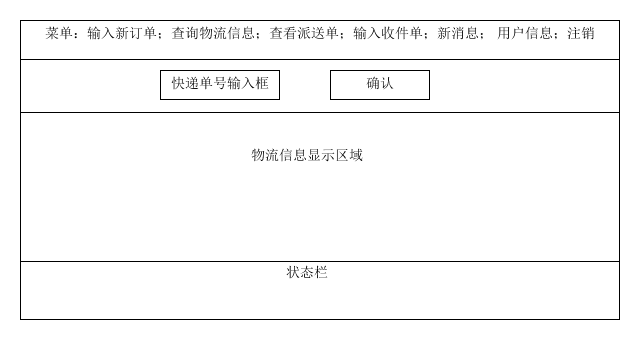 菜单：输入新订单；查询物流信息；查看派送单；输入收件单；新消息； 用户信息；注销
快递单号输入框
确认
物流信息显示区域
状态栏